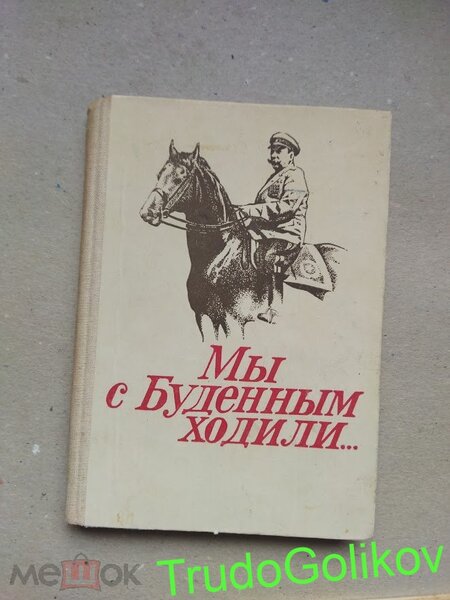 Мы
с Буденным
ходили...
мешок
TrudoGolikov